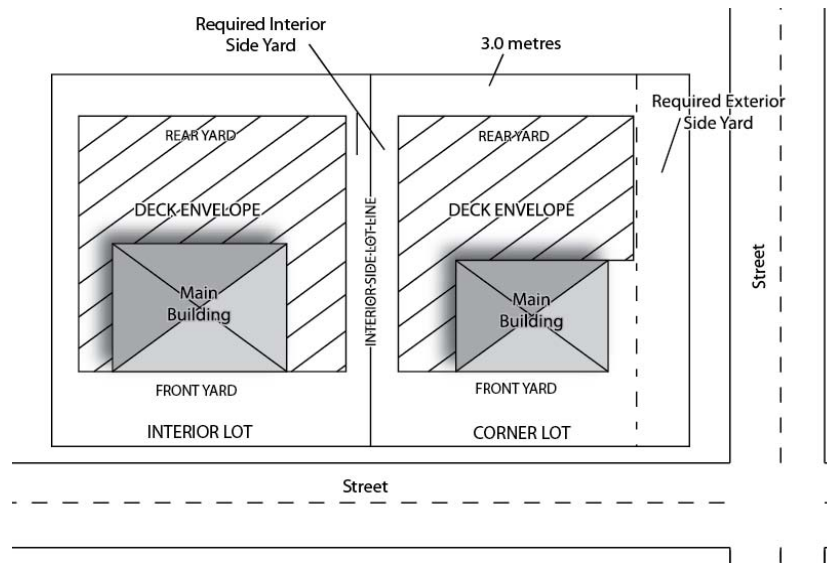 Required Interior
Side Yard
3.0 metres
Required Exterior
Side Yard
REAR YARD
REAR YARD
DECK ENVELOPE
DECK ENVELOPE
INTERIOR SIDE LOT LINE
Street
Main
Building
Main
Building
FRONT YARD
FRONT YARD
INTERIOR LOT
CORNER LOT
Street